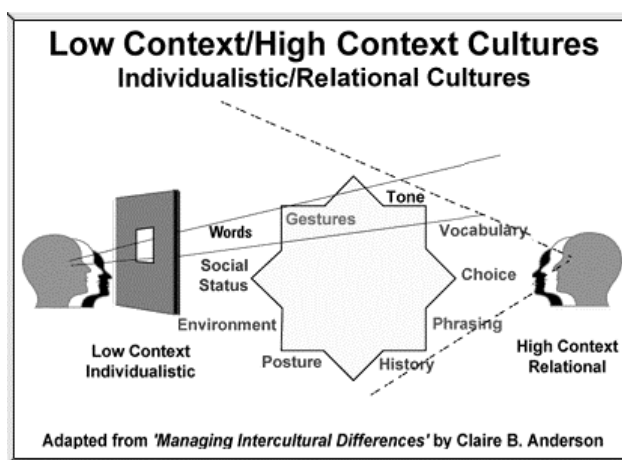 Low Context/High Context Cultures
Individualistic/Relational Cultures
Tone
Gestures
Words
Vocabulary
Social
Status
Choice
Environment
Phrasing
Low Context
Individualistic
Posture
History
High Context
Relational
Adapted from 'Managing Intercultural Differences' by Claire B. Anderson